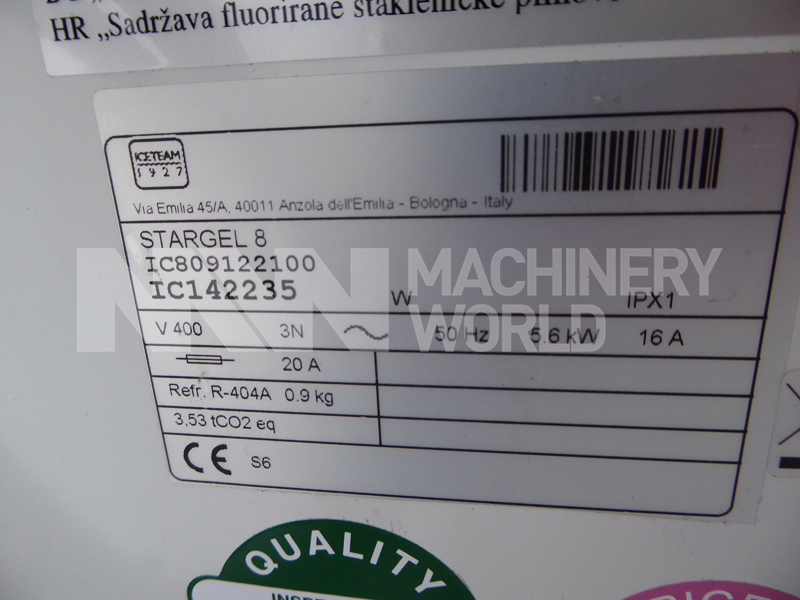 HR „Sadržava fluorirane stakleničke
ICETEAM
1927
Via Emilia 45/A, 40011 Anzola dell'Emilia - Bologna - Italy
STARGEL 8
IC809122100
IC142235 W IPX1
V 400 3N 50 Hz 5.6 kW 16 A
20 A
Refr. R-404A 0.9 kg
3,53 tCO2 eq
CE S6
MACHINERY
WORLD
QUALITY